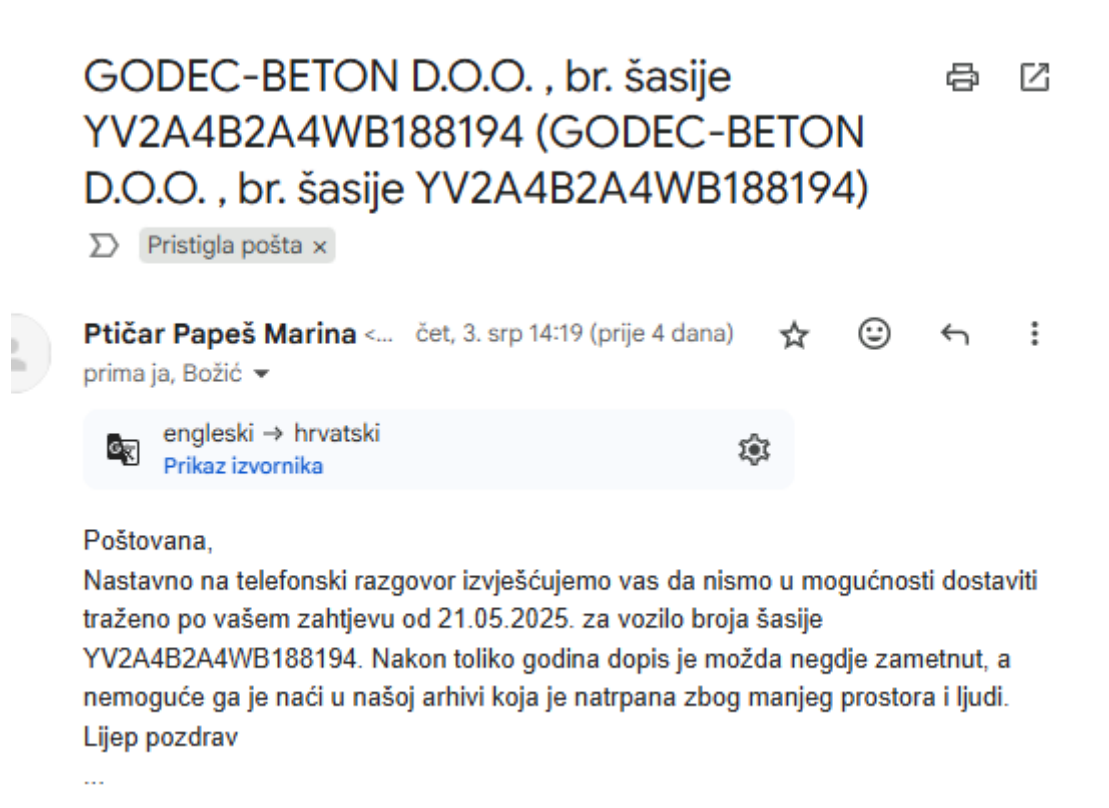 GODEC-BETON D.O.O. , br. šasije
YV2A4B2A4WB188194 (GODEC-BETON
D.O.O. , br. šasije YV2A4B2A4WB188194)
Pristigla pošta ×
Ptičar Papeš Marina <... čet, 3. srp 14:19 (prije 4 dana)
prima ja, Božić
engleski → hrvatski
Prikaz izvornika
Poštovana,
Nastavno na telefonski razgovor izvješćujemo vas da nismo u mogućnosti dostaviti
traženo po vašem zahtjevu od 21.05.2025. za vozilo broja šasije
YV2A4B2A4WB188194. Nakon toliko godina dopis je možda negdje zametnut, a
nemoguće ga je naći u našoj arhivi koja je natrpana zbog manjeg prostora i ljudi.
Lijep pozdrav
...